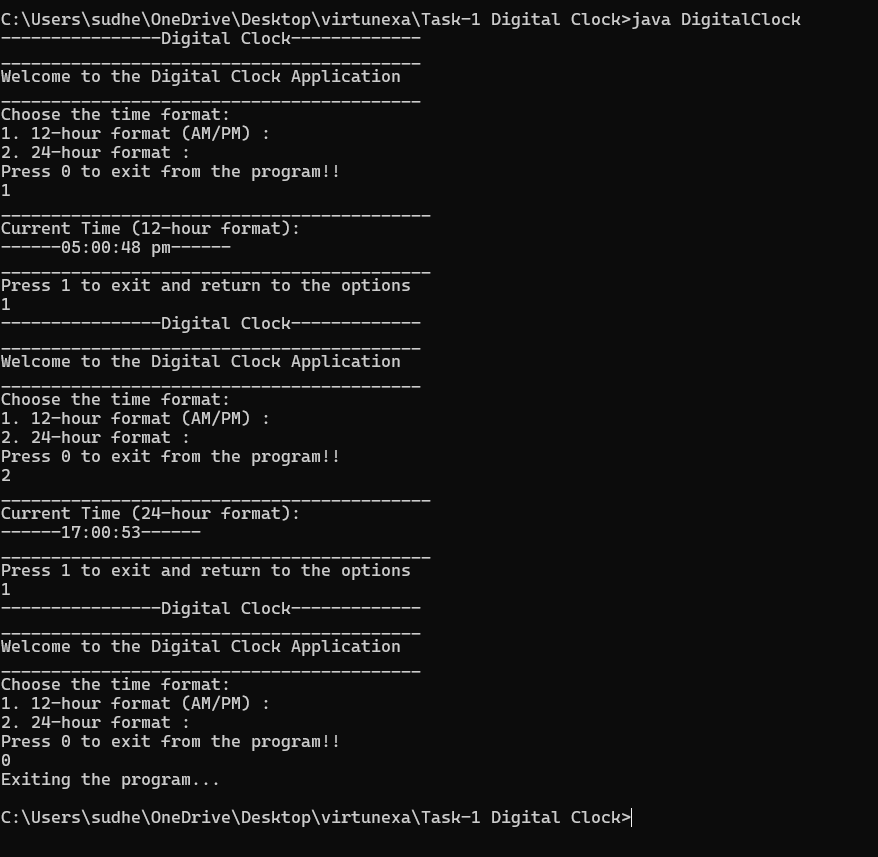 C:\Users\sudhe\OneDrive\Desktop\virtunexa\Task-1 Digital Clock>java DigitalClock
----------------Digital Clock-------------
__________________________________________
Welcome to the Digital Clock Application
__________________________________________
Choose the time format:
1. 12-hour format (AM/PM) :
2. 24-hour format :
Press 0 to exit from the program!!
1
___________________________________________
Current Time (12-hour format):
------05:00:48 pm------
___________________________________________
Press 1 to exit and return to the options
1
----------------Digital Clock-------------
__________________________________________
Welcome to the Digital Clock Application
__________________________________________
Choose the time format:
1. 12-hour format (AM/PM) :
2. 24-hour format :
Press 0 to exit from the program!!
2
___________________________________________
Current Time (24-hour format):
------17:00:53------
___________________________________________
Press 1 to exit and return to the options
1
----------------Digital Clock-------------
__________________________________________
Welcome to the Digital Clock Application
__________________________________________
Choose the time format:
1. 12-hour format (AM/PM) :
2. 24-hour format :
Press 0 to exit from the program!!
0
Exiting the program...
C:\Users\sudhe\OneDrive\Desktop\virtunexa\Task-1 Digital Clock>